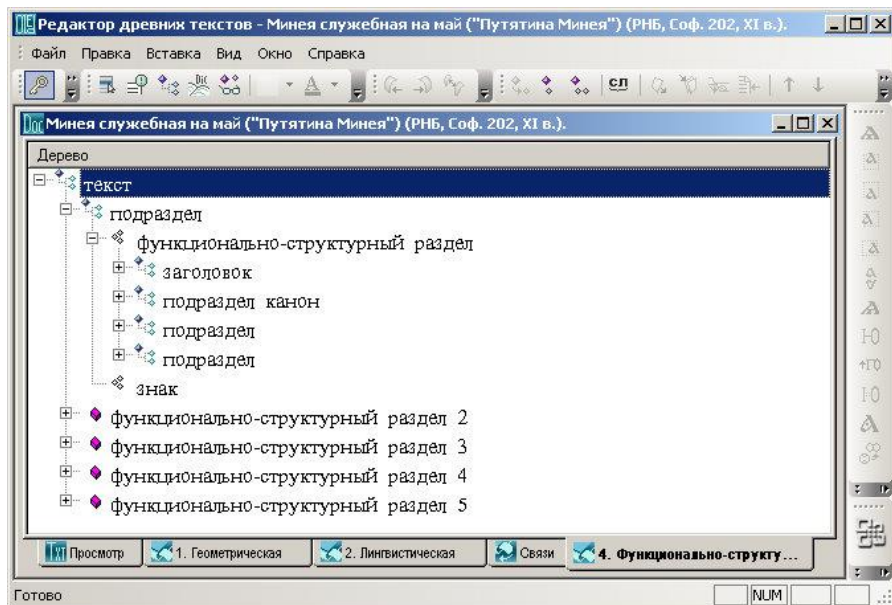 Редактор древних текстов - Минея служебная на май ("Путятина Минея") (РНБ, Соф. 202, XI в.).
Файл Правка Вставка Вид Окно Справка
СЛ
Минея служебная на май ("Путятина Минея") (РНБ, Соф. 202, XI в.).
Дерево
текст
подраздел
функционально-структурный раздел
заголовок
подраздел канон
подраздел
подраздел
знак
функционально-структурный раздел 2
функционально-структурный раздел 3
функционально-структурный раздел 4
функционально-структурный раздел 5
TXT Просмотр 1. Геометрическая 2. Лингвистическая Связи 4. Функционально-структу...
Готово NUM